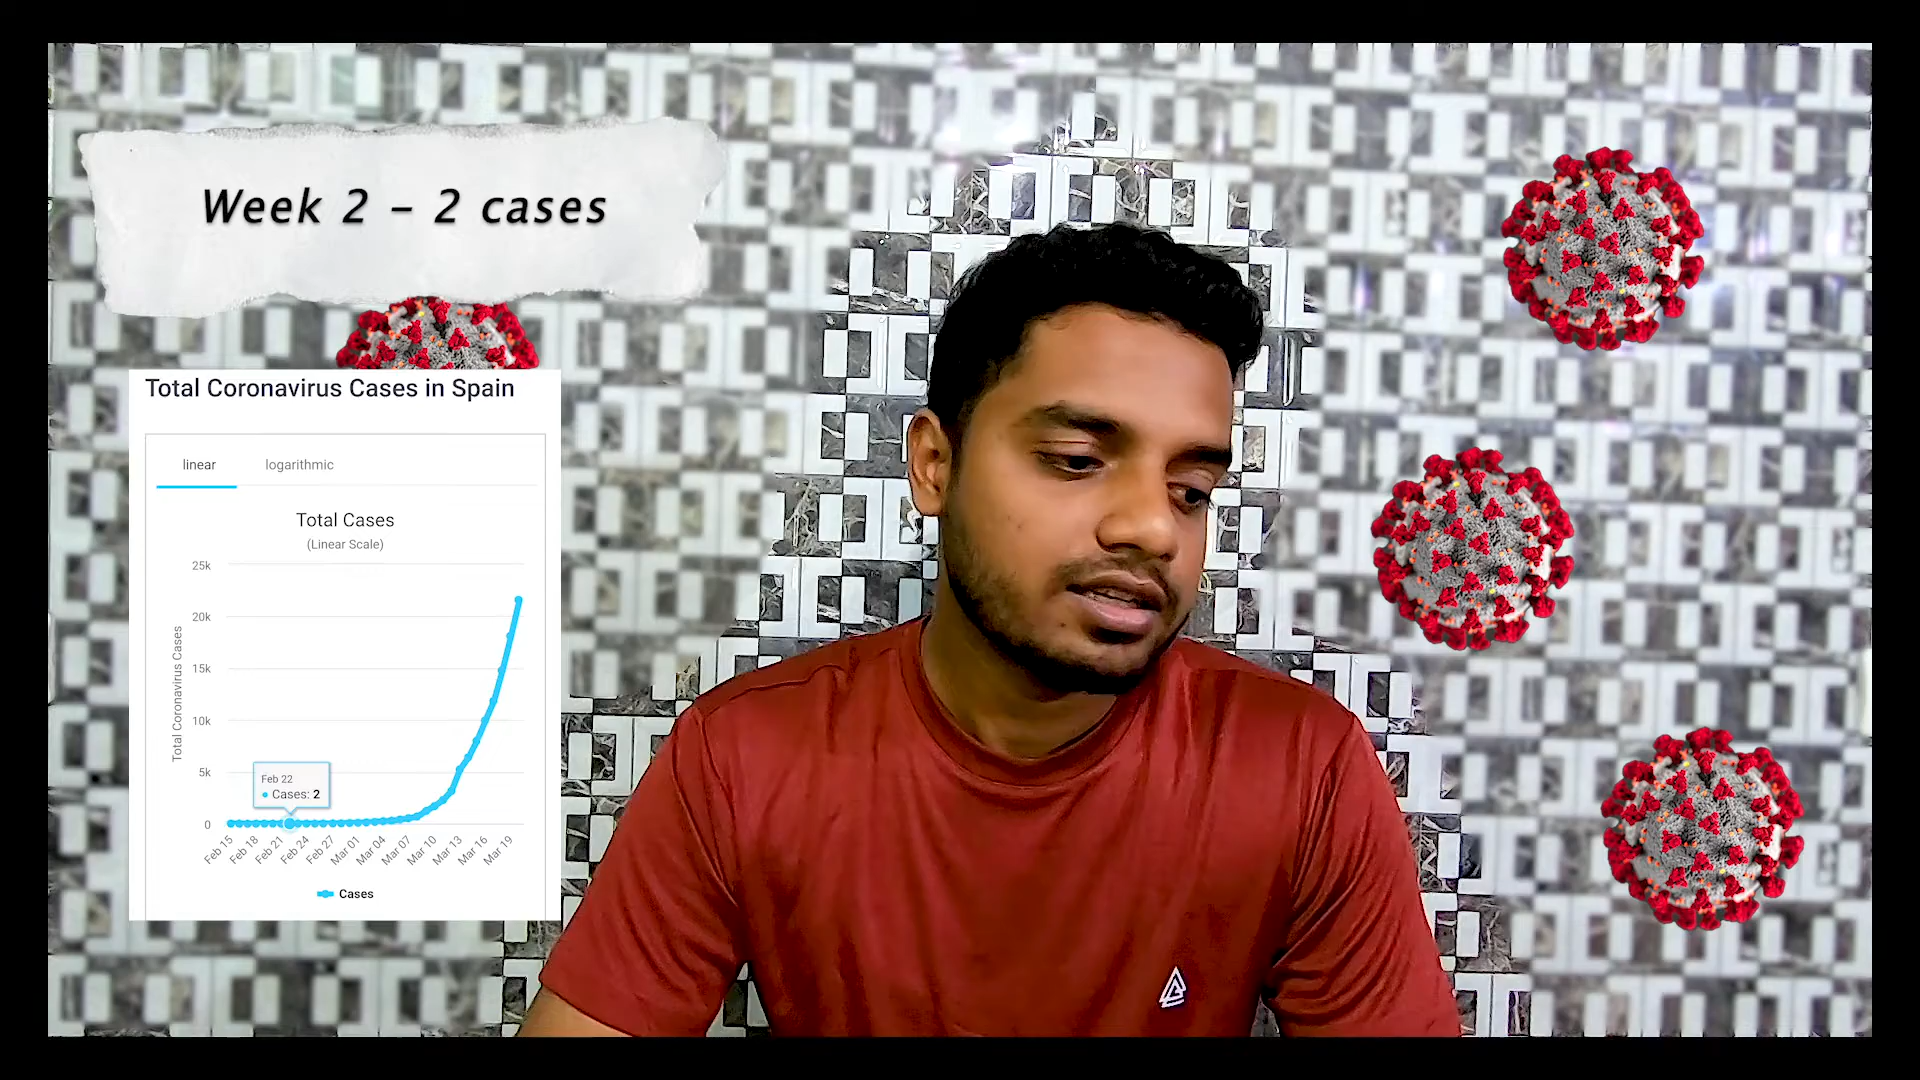 Week 2 – 2 cases
Total Coronavirus Cases in Spain
linear logarithmic
Total Cases
(Linear Scale)
Total Coronavirus Cases
25k
20k
15k
10k
5k
0
Feb 22
Cases: 2
Feb 15 Feb 18 Feb 21 Feb 24 Feb 27 Mar 01 Mar 04 Mar 07 Mar 10 Mar 13 Mar 16 Mar 19
Cases